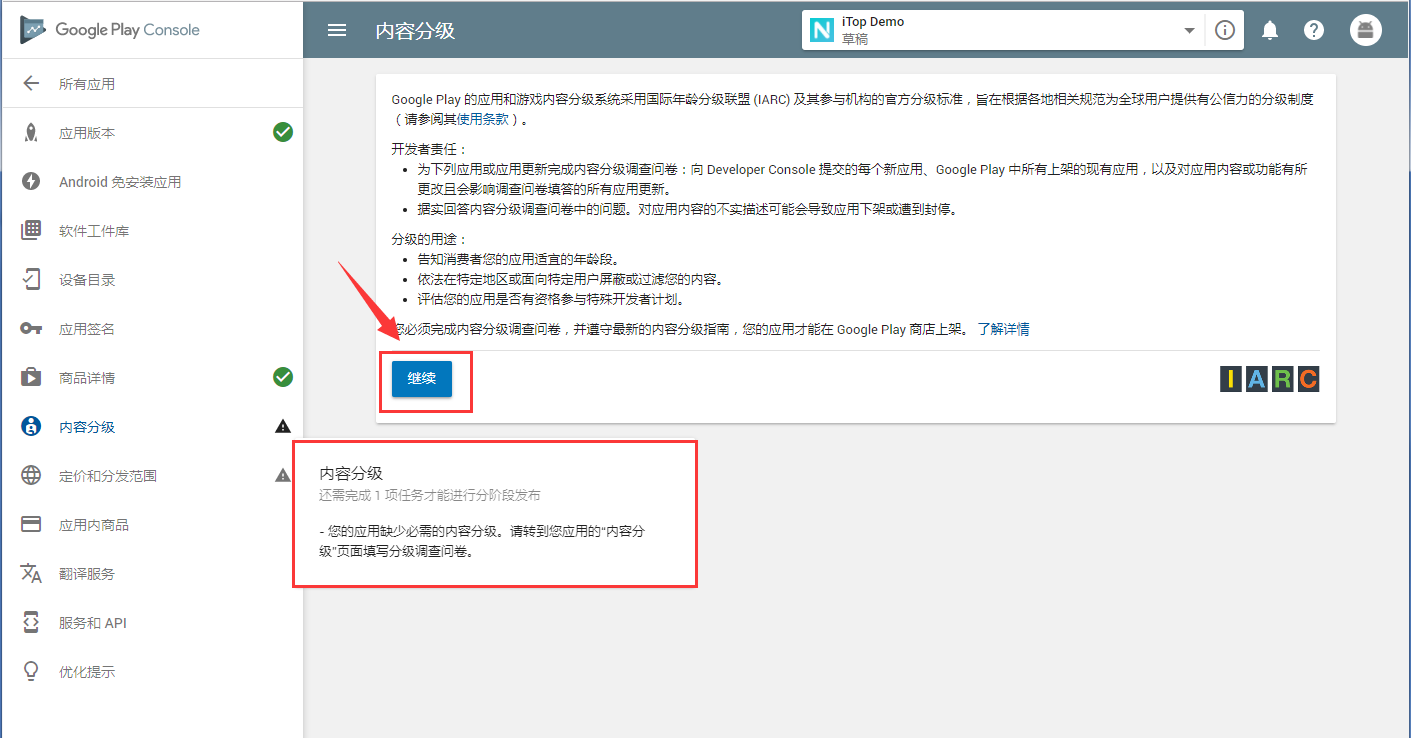 Google Play Console
内容分级
iTop Demo
草稿
所有应用
应用版本
Android 免安装应用
软件工件库
设备目录
应用签名
商品详情
内容分级
定价和分发范围
应用内商品
翻译服务
服务和 API
优化提示
Google Play 的应用和游戏内容分级系统采用国际年龄分级联盟 (IARC) 及其参与机构的官方分级标准，旨在根据各地相关规范为全球用户提供有公信力的分级制度
（请参阅其使用条款）。
开发者责任：
• 为下列应用或应用更新完成内容分级调查问卷：向 Developer Console 提交的每个新应用、Google Play 中所有上架的现有应用，以及对应用内容或功能有所
更改且会影响调查问卷填答的所有应用更新。
• 据实回答内容分级调查问卷中的问题。对应用内容的不实描述可能会导致应用下架或遭到封停。
分级的用途：
• 告知消费者您的应用适宜的年龄段。
• 依法在特定地区或面向特定用户屏蔽或过滤您的内容。
• 评估您的应用是否有资格参与特殊开发者计划。
您必须完成内容分级调查问卷，并遵守最新的内容分级指南，您的应用才能在 Google Play 商店上架。 了解详情
继续
IARC
内容分级
还需完成 1 项任务才能进行分阶段发布
- 您的应用缺少必需的内容分级。请转到您应用的“内容分
级”页面填写分级调查问卷。